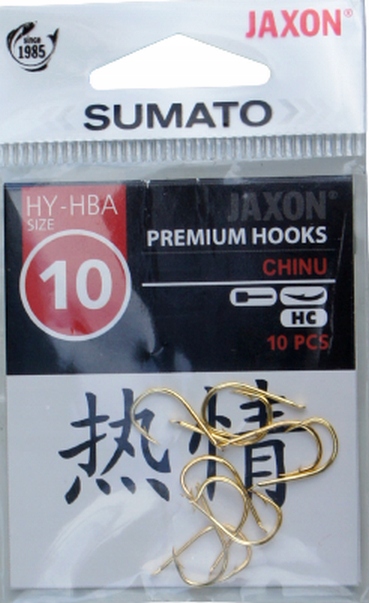 since
1985
JAXON®
SUMATO
HY-HBA
SIZE
10
JAXON®
PREMIUM HOOKS
CHINU
HC
10 PCS
热情